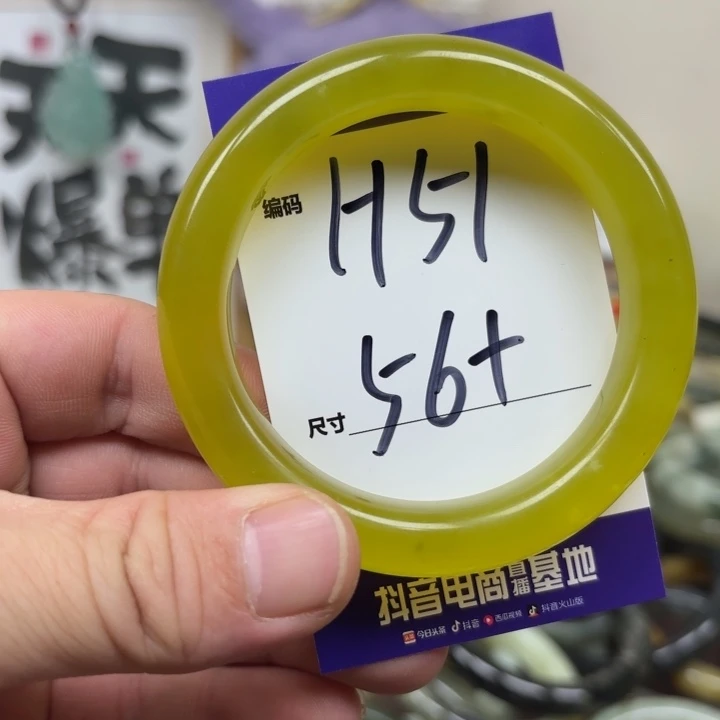 天天
爆单
编码 H51
尺寸 56+
抖音电商直播基地
今日头条 抖音 西瓜视频 抖音火山版